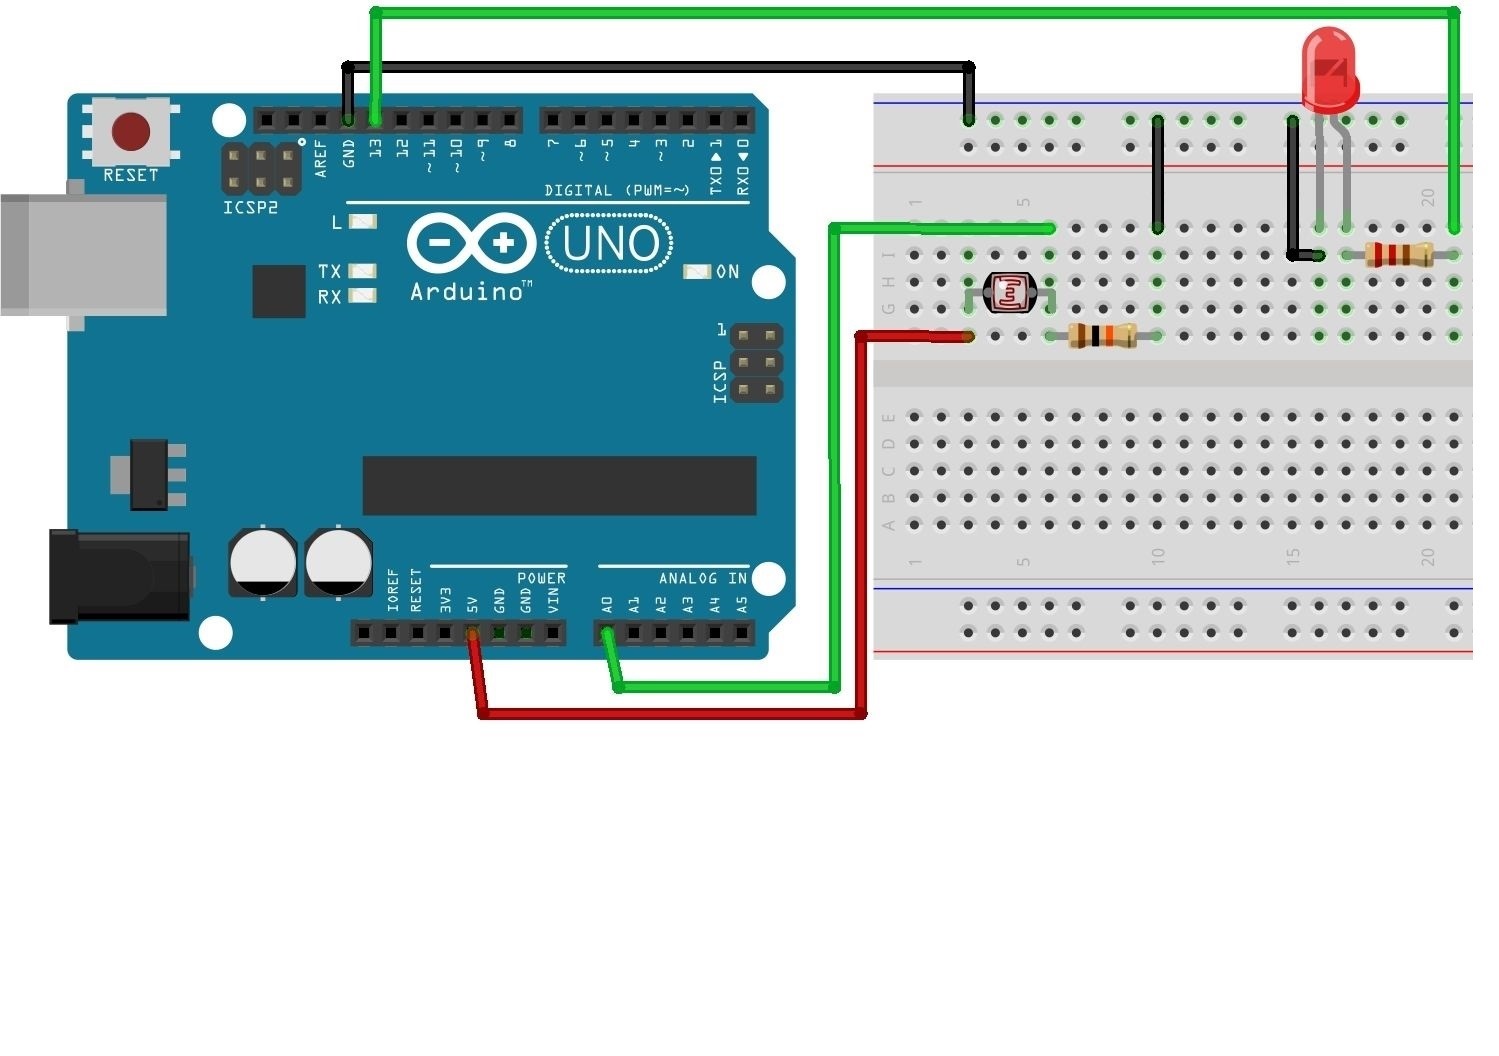 RESET
ICSP2
AREF
GND
13
12
~11
~10
~9
8
7
~6
~5
4
~3
2
TX0▶1
RX0◀0
DIGITAL (PWM=~)
L
TX
RX
UNO
Arduino™
ON
1
ICSP
IOREF
RESET
3V3
5V
GND
GND
VIN
POWER
A0
A1
A2
A3
A4
A5
ANALOG IN
1
5
20
I
H
G
E
D
C
B
A
1
5
10
15
20